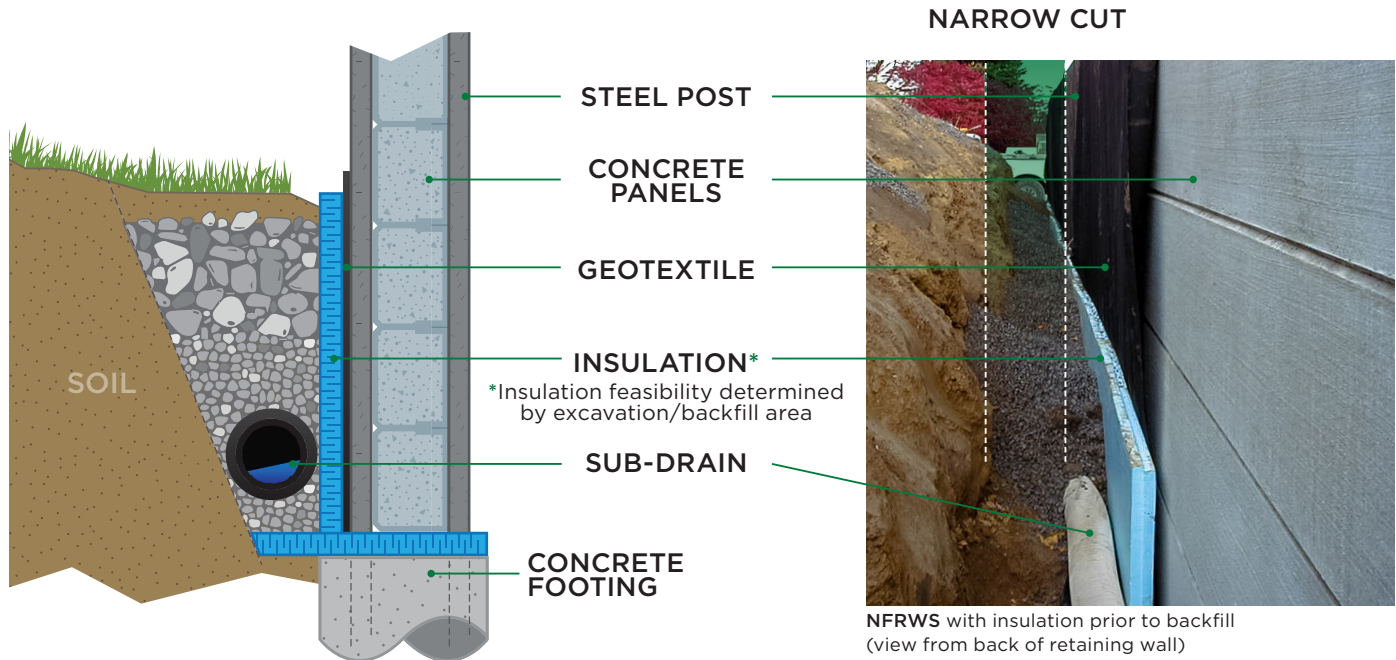 NARROW CUT
STEEL POST
CONCRETE
PANELS
GEOTEXTILE
SOIL
INSULATION*
*Insulation feasibility determined
by excavation/backfill area
SUB-DRAIN
CONCRETE
FOOTING
NFRWS with insulation prior to backfill
(view from back of retaining wall)